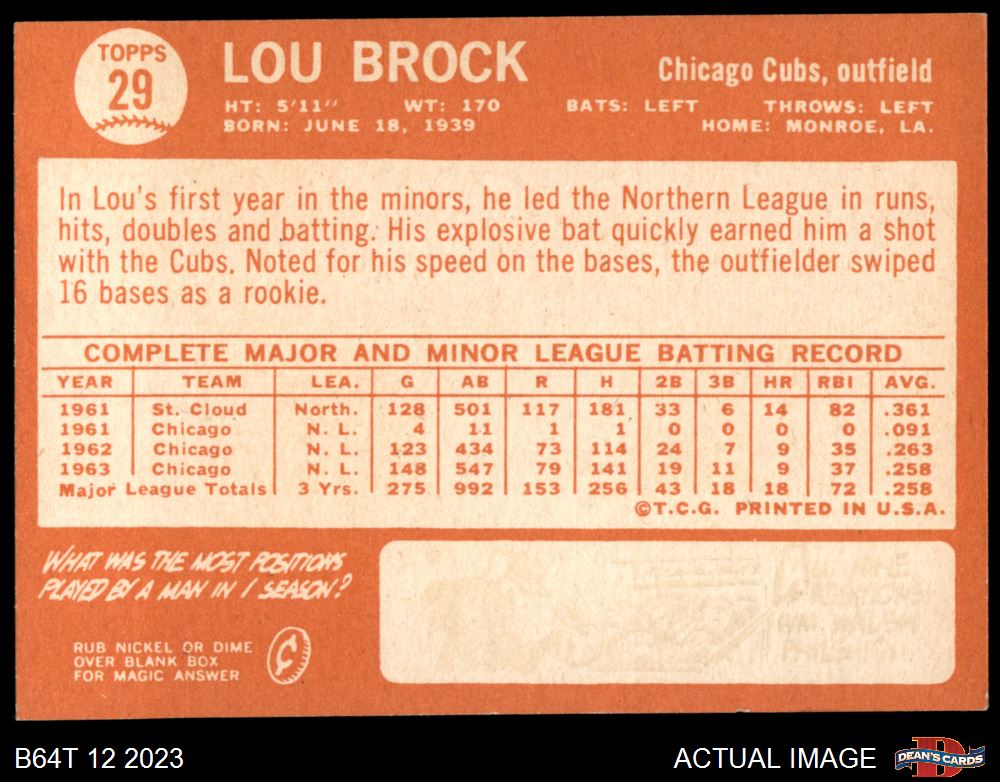 TOPPS
29
LOU BROCK
Chicago Cubs, outfield
HT: 5'11" WT: 170 BATS: LEFT THROWS: LEFT
BORN: JUNE 18, 1939 HOME: MONROE, LA.
In Lou's first year in the minors, he led the Northern League in runs,
hits, doubles and batting. His explosive bat quickly earned him a shot
with the Cubs. Noted for his speed on the bases, the outfielder swiped
16 bases as a rookie.
COMPLETE MAJOR AND MINOR LEAGUE BATTING RECORD
YEAR TEAM LEA. G AB R H 2B 3B HR RBI AVG.
1961 St. Cloud North. 128 501 117 181 33 6 14 82 .361
1961 Chicago N. L. 4 11 1 1 0 0 0 0 .091
1962 Chicago N. L. 123 434 73 114 24 7 9 35 .263
1963 Chicago N. L. 148 547 79 141 19 11 9 37 .258
Major League Totals 3 Yrs. 275 992 153 256 43 18 18 72 .258
©T.C.G. PRINTED IN U.S.A.
WHAT WAS THE MOST POSITIONS
PLAYED BY A MAN IN 1 SEASON?
RUB NICKEL OR DIME
OVER BLANK BOX
FOR MAGIC ANSWER
¢
B64T 12 2023
ACTUAL IMAGE
D
DEAN'S CARDS